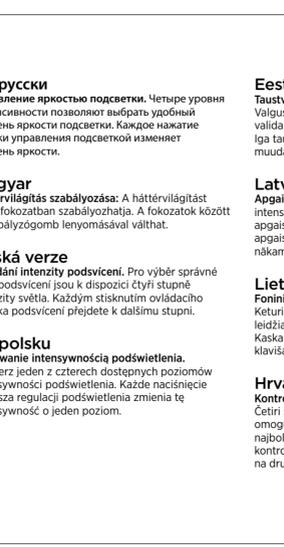 русски
вление яркостью подсветки. Четыре уровня
нсивности позволяют выбрать удобный
ень яркости подсветки. Каждое нажатие
ки управления подсветкой изменяет
ень яркости.
gyar
rvilágítás szabályozása: A háttérvilágítást
fokozatban szabályozhatja. A fokozatok között
bályzógomb lenyomásával válthat.
ská verze
dání intenzity podsvícení. Pro výběr správné
podsvícení jsou k dispozici čtyři stupně
zity světla. Každým stisknutím ovládacího
ka podsvícení přejdete k dalšímu stupni.
polsku
wanie intensywnością podświetlenia.
erz jeden z czterech dostępnych poziomów
sywności podświetlenia. Każde naciśnięcie
sza regulacji podświetlenia zmienia tę
sywność o jeden poziom.
Eest
Taustv
Valgus
valida
Iga tau
muuda
Latv
Apgai
intens
apgais
apgais
nākam
Liet
Fonini
Keturi
leidžia
Kaska
klaviša
Hrva
Kontro
Četiri
omogu
najbol
kontro
na dru